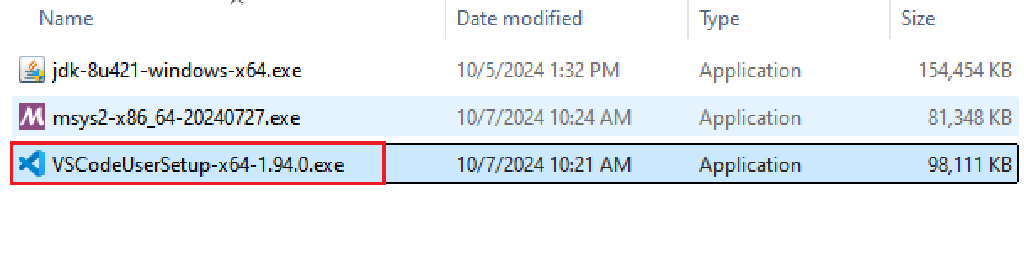 Name Date modified Type Size
jdk-8u421-windows-x64.exe 10/5/2024 1:32 PM Application 154,454 KB
msys2-x86_64-20240727.exe 10/7/2024 10:24 AM Application 81,348 KB
VSCodeUserSetup-x64-1.94.0.exe 10/7/2024 10:21 AM Application 98,111 KB